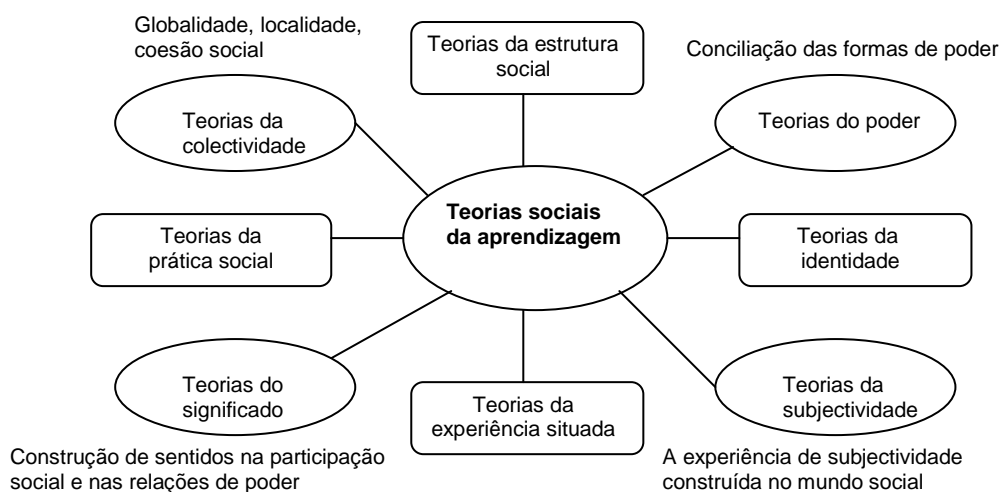 Globalidade, localidade,
coesão social
Teorias da estrutura
social
Conciliação das formas de poder
Teorias da
colectividade
Teorias do poder
Teorias sociais
da aprendizagem
Teorias da
prática social
Teorias da
identidade
Teorias do
significado
Teorias da
experiência situada
Teorias da
subjectividade
Construção de sentidos na participação
social e nas relações de poder
A experiência de subjectividade
construída no mundo social